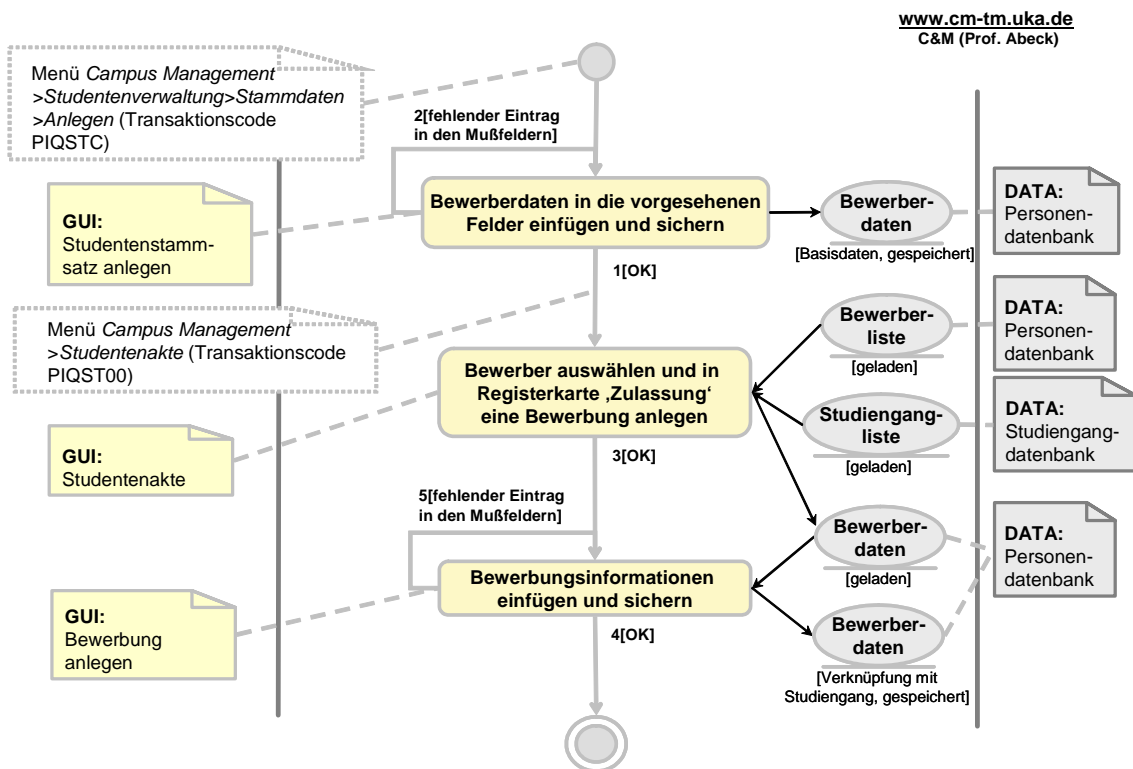 www.cm-tm.uka.de
C&M (Prof. Abeck)
Menü Campus Management
>Studentenverwaltung>Stammdaten
>Anlegen (Transaktionscode
PIQSTC)
2[fehlender Eintrag
in den Mußfeldern]
GUI:
Studentenstamm-
satz anlegen
Bewerberdaten in die vorgesehenen
Felder einfügen und sichern
Bewerber-
daten
[Basisdaten, gespeichert]
DATA:
Personen-
datenbank
1[OK]
Menü Campus Management
>Studentenakte (Transaktionscode
PIQST00)
Bewerber-
liste
[geladen]
DATA:
Personen-
datenbank
Bewerber auswählen und in
Registerkarte ‚Zulassung‘
eine Bewerbung anlegen
Studiengang-
liste
[geladen]
DATA:
Studiengang-
datenbank
GUI:
Studentenakte
3[OK]
5[fehlender Eintrag
in den Mußfeldern]
Bewerber-
daten
[geladen]
DATA:
Personen-
datenbank
Bewerbungsinformationen
einfügen und sichern
GUI:
Bewerbung
anlegen
4[OK]
Bewerber-
daten
[Verknüpfung mit
Studiengang, gespeichert]